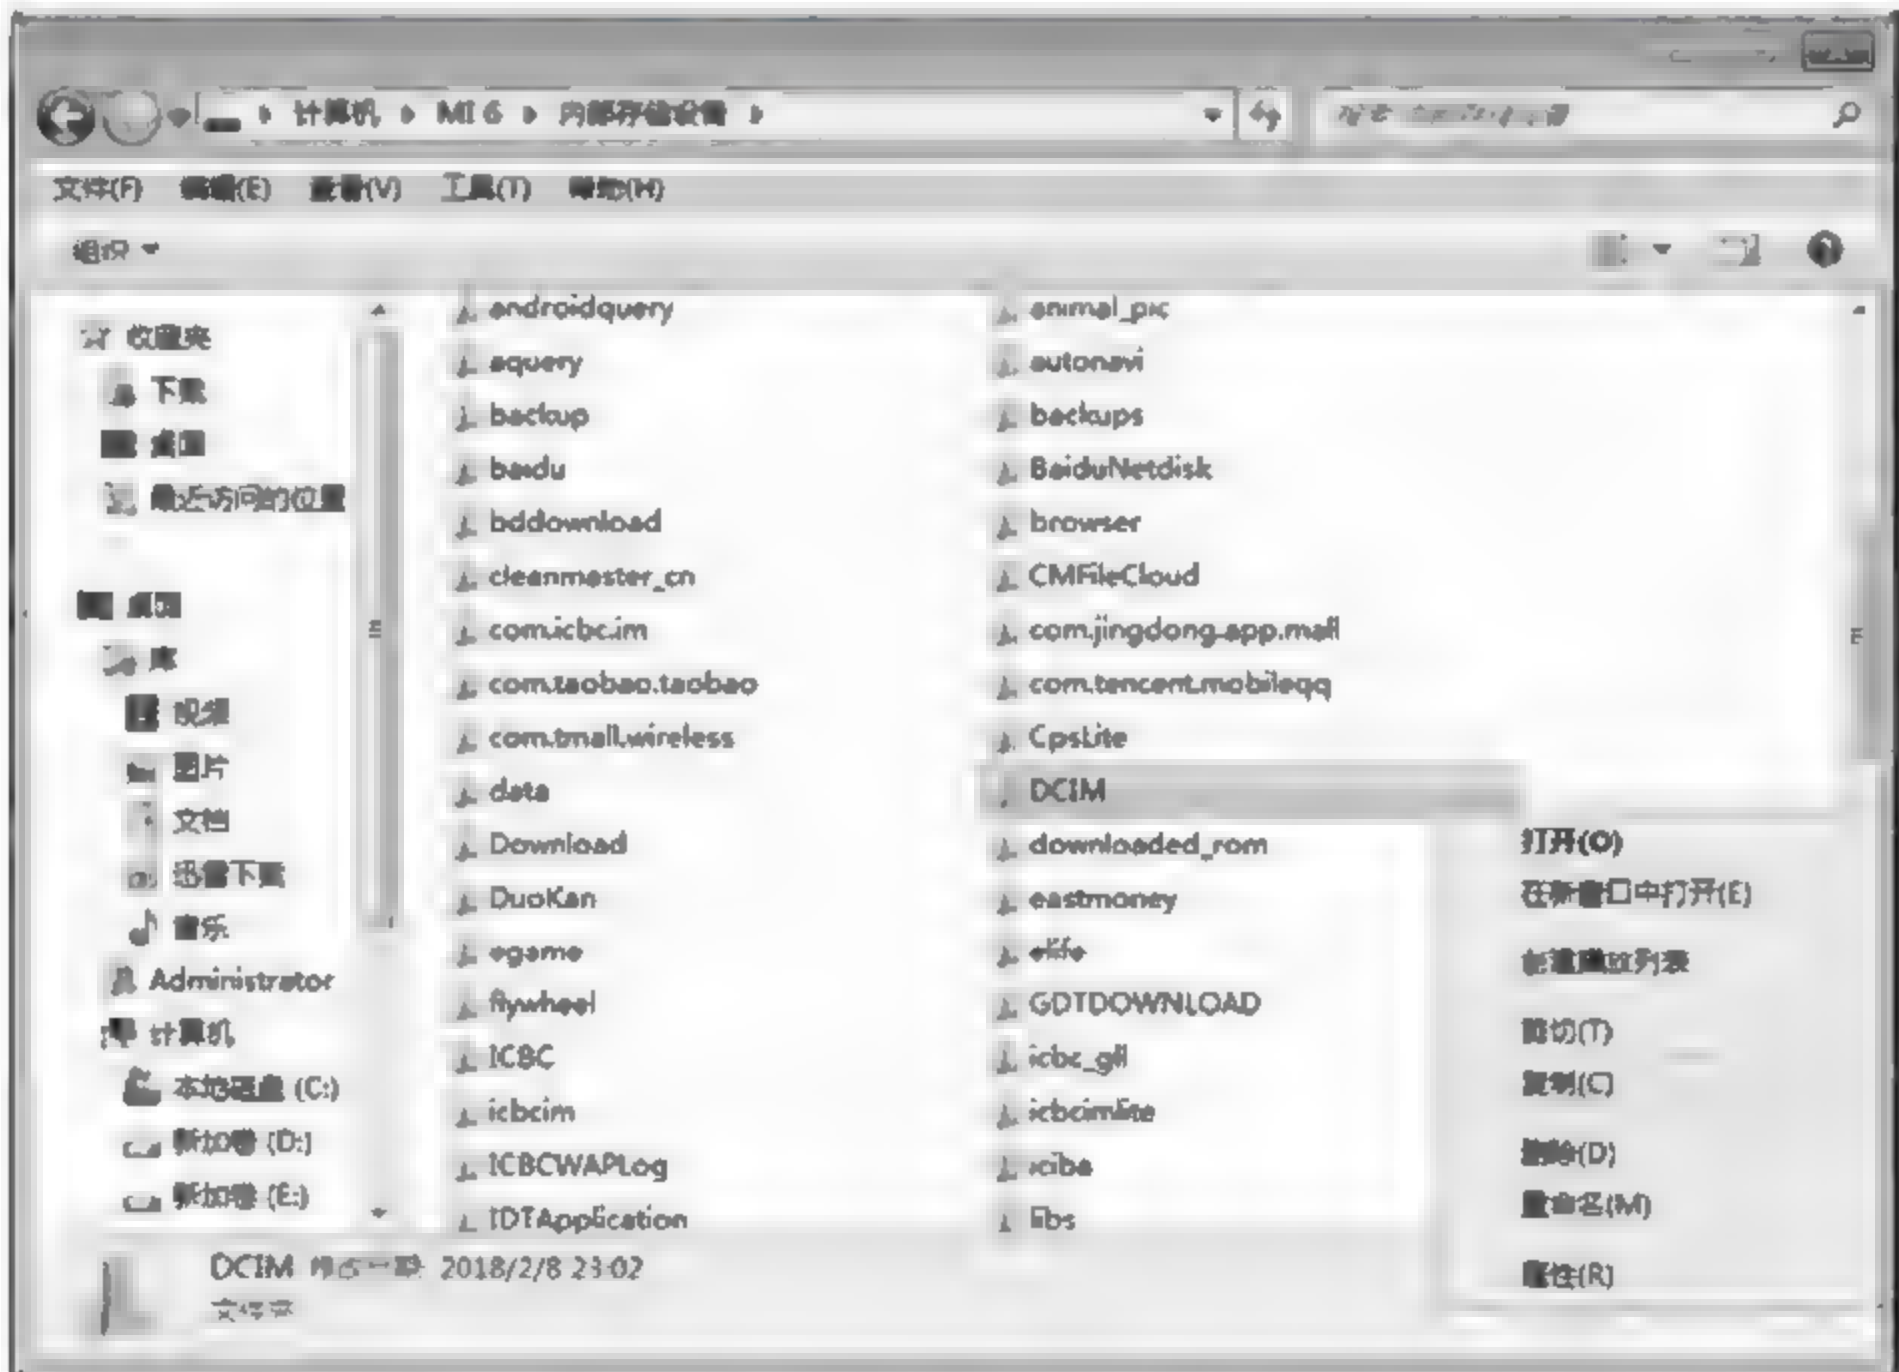 计算机 MI 6 内部存储设备
文件(F) 编辑(E) 查看(V) 工具(T) 帮助(H)
组织
收藏夹
下载
桌面
最近访问的位置
桌面
库
视频
图片
文档
迅雷下载
音乐
Administrator
计算机
本地磁盘 (C:)
新加卷 (D:)
新加卷 (E:)
androidquery
aquery
backup
baidu
bddownload
cleanmaster_cn
com.icbc.im
com.taobao.taobao
com.tmall.wireless
data
Download
DuoKan
egame
flywheel
ICBC
icbcim
ICBCWAPLog
IDTApplication
animal_pic
autonavi
backups
BaiduNetdisk
browser
CMFileCloud
com.jingdong.app.mall
com.tencent.mobileqq
CpsLite
DCIM
downloaded_rom
eastmoney
elife
GDTDOWNLOAD
icbc_gll
icbcimlite
iciba
libs
打开(O)
在新窗口中打开(E)
创建播放列表
剪切(T)
复制(C)
删除(D)
重命名(M)
属性(R)
DCIM 修改日期: 2018/2/8 23:02
文件夹